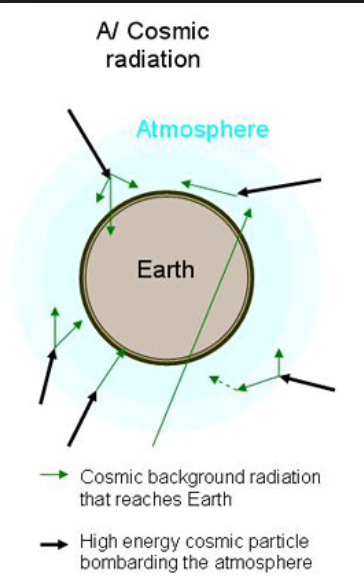 A/ Cosmic
radiation
Atmosphere
Earth
Cosmic background radiation
that reaches Earth
High energy cosmic particle
bombarding the atmosphere